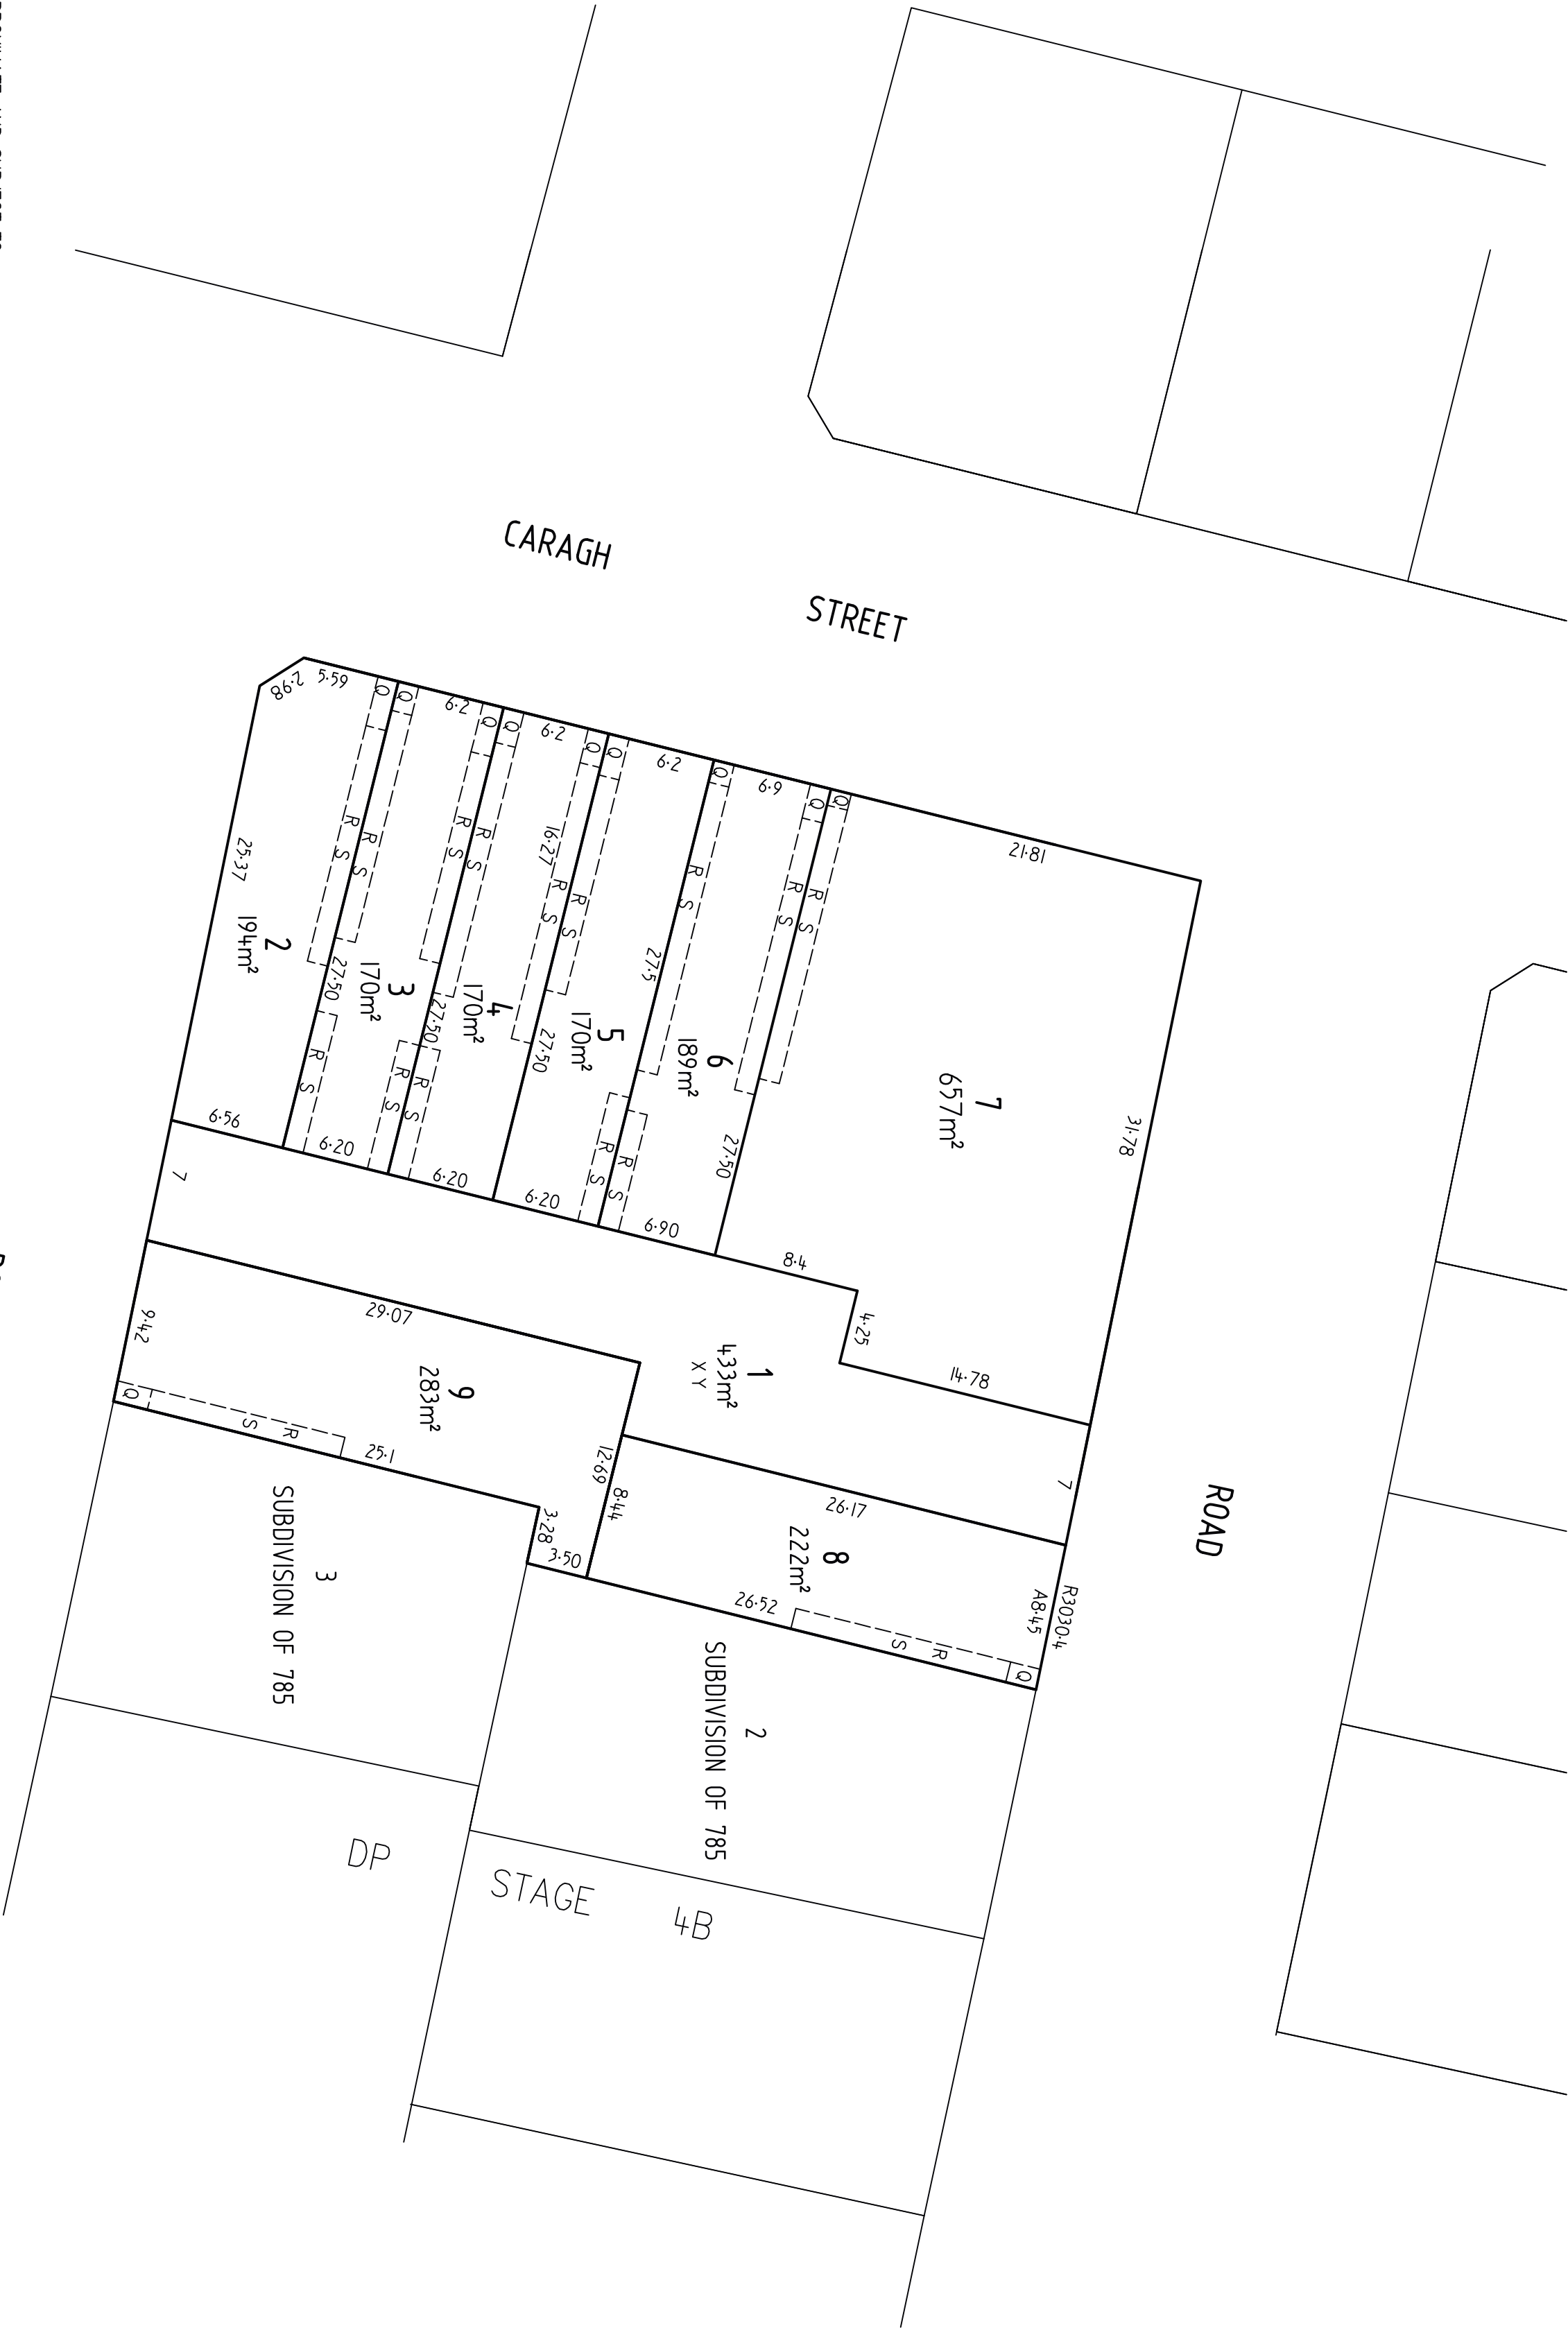 CARAGH
STREET
2·98
5·59
Q
Q
6·2
Q
Q
6·2
Q
Q
6·2
Q
6·9
Q
Q
21·81
25·37
R
S
R
S
R
S
R
S
16·27
R
S
R
S
R
S
R
S
R
S
2
194m²
27·50
3
170m²
27·50
4
170m²
27·50
5
170m²
27·5
6
189m²
27·50
7
657m²
31·78
R
S
R
S
R
S
R
S
R
S
6·56
6·20
6·20
6·20
6·90
8·4
4·25
14·78
7
7
1
433m²
X Y
29·07
9·42
9
283m²
Q
S
R
25·1
12·69
8·44
3·28
3·50
26·17
8
222m²
26·52
S
R
Q
R3030·4
A8·45
ROAD
3
SUBDIVISION OF 785
2
SUBDIVISION OF 785
DP
STAGE
4B